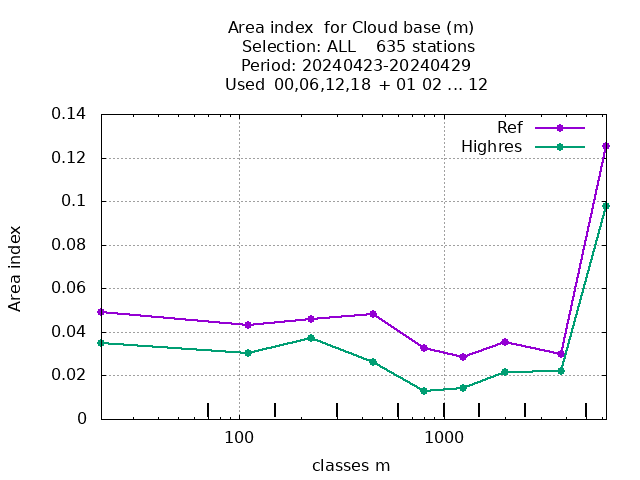 Area index  for Cloud base (m)
Selection: ALL    635 stations
Period: 20240423-20240429
Used  00,06,12,18 + 01 02 ... 12
0.14
Ref
Highres
0.12
0.1
0.08
0.06
0.04
0.02
0
Area index
100
1000
classes m